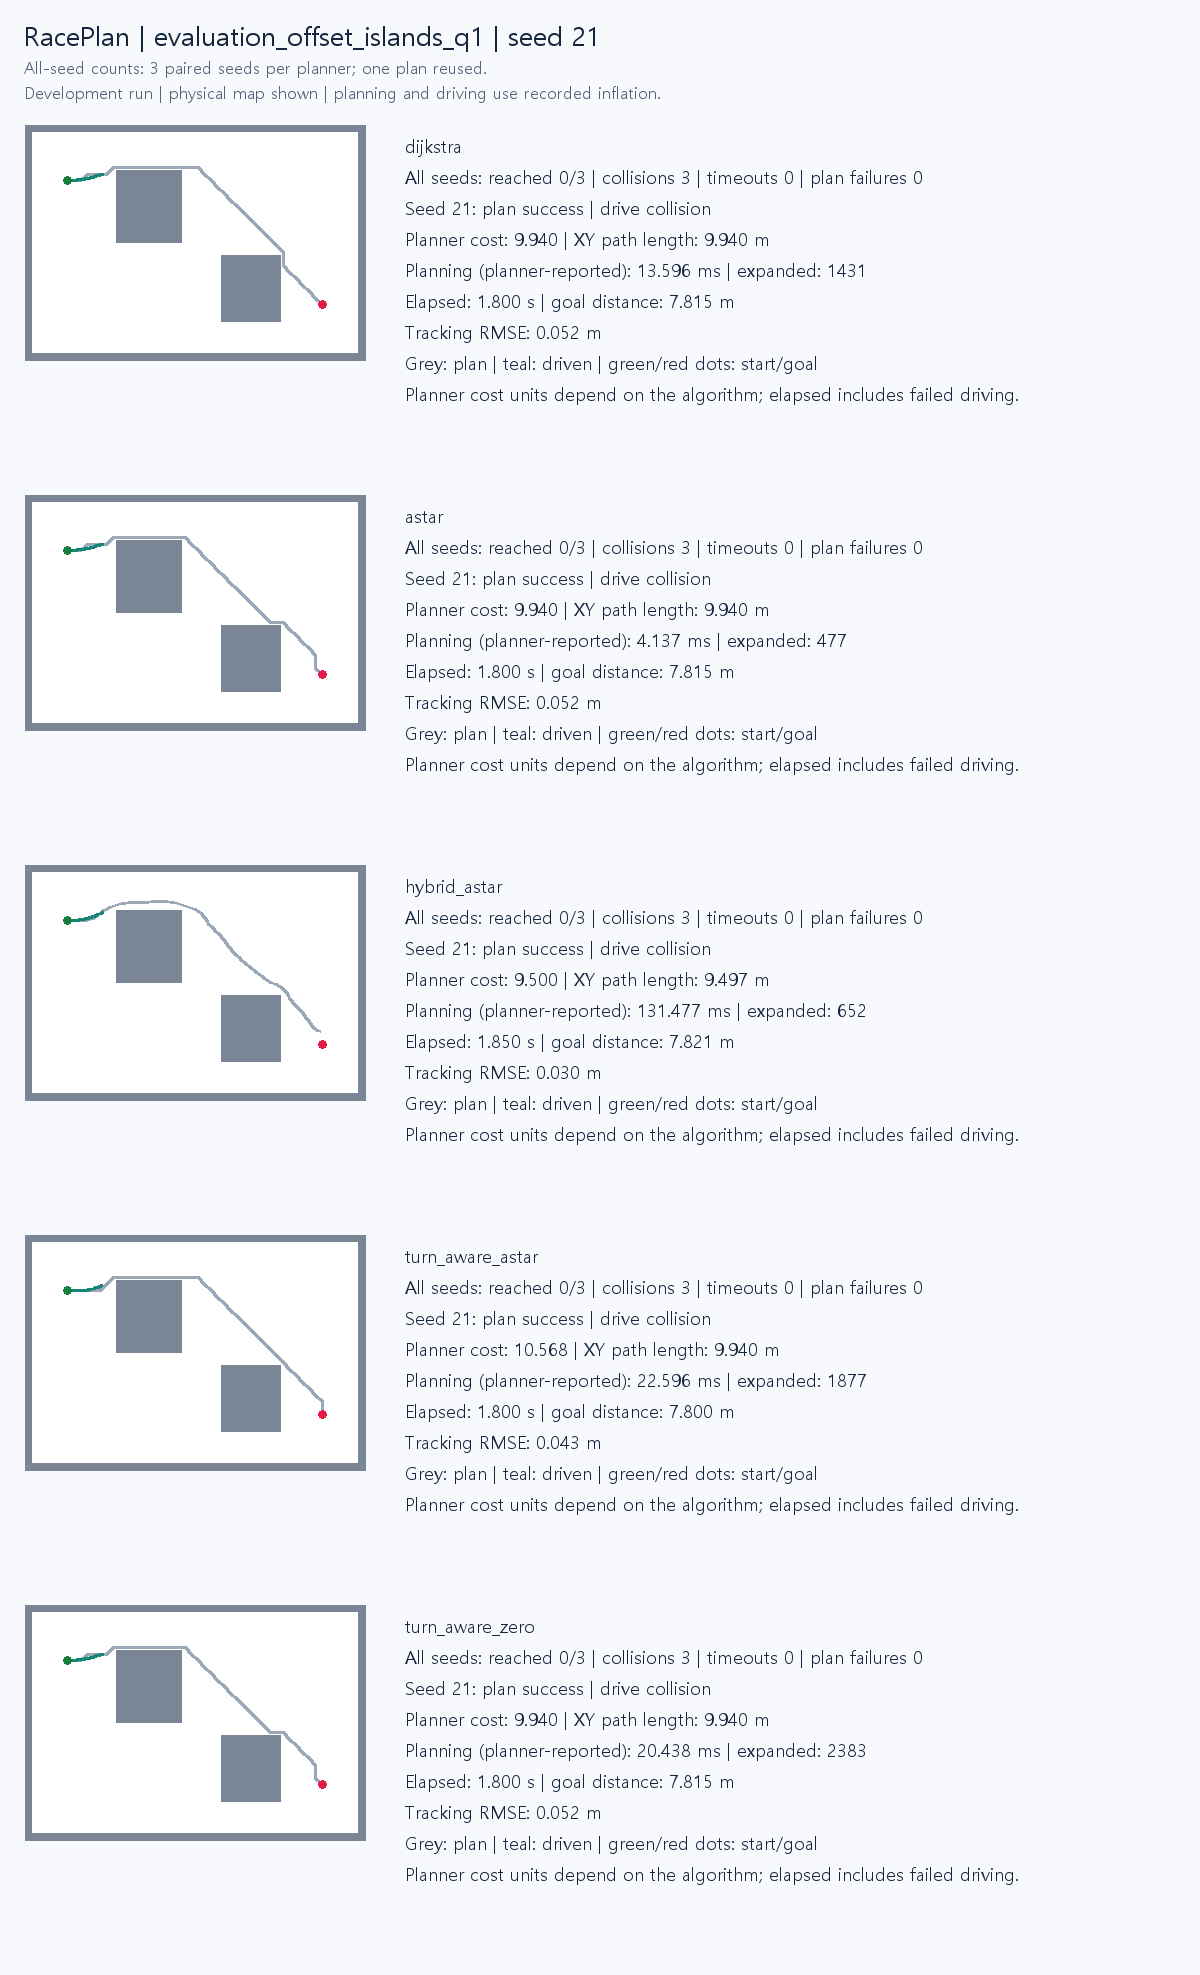 RacePlan | evaluation_offset_islands_q1 | seed 21
All-seed counts: 3 paired seeds per planner; one plan reused.
Development run | physical map shown | planning and driving use recorded inflation.
dijkstra
All seeds: reached 0/3 | collisions 3 | timeouts 0 | plan failures 0
Seed 21: plan success | drive collision
Planner cost: 9.940 | XY path length: 9.940 m
Planning (planner-reported): 13.596 ms | expanded: 1431
Elapsed: 1.800 s | goal distance: 7.815 m
Tracking RMSE: 0.052 m
Grey: plan | teal: driven | green/red dots: start/goal
Planner cost units depend on the algorithm; elapsed includes failed driving.
astar
All seeds: reached 0/3 | collisions 3 | timeouts 0 | plan failures 0
Seed 21: plan success | drive collision
Planner cost: 9.940 | XY path length: 9.940 m
Planning (planner-reported): 4.137 ms | expanded: 477
Elapsed: 1.800 s | goal distance: 7.815 m
Tracking RMSE: 0.052 m
Grey: plan | teal: driven | green/red dots: start/goal
Planner cost units depend on the algorithm; elapsed includes failed driving.
hybrid_astar
All seeds: reached 0/3 | collisions 3 | timeouts 0 | plan failures 0
Seed 21: plan success | drive collision
Planner cost: 9.500 | XY path length: 9.497 m
Planning (planner-reported): 131.477 ms | expanded: 652
Elapsed: 1.850 s | goal distance: 7.821 m
Tracking RMSE: 0.030 m
Grey: plan | teal: driven | green/red dots: start/goal
Planner cost units depend on the algorithm; elapsed includes failed driving.
turn_aware_astar
All seeds: reached 0/3 | collisions 3 | timeouts 0 | plan failures 0
Seed 21: plan success | drive collision
Planner cost: 10.568 | XY path length: 9.940 m
Planning (planner-reported): 22.596 ms | expanded: 1877
Elapsed: 1.800 s | goal distance: 7.800 m
Tracking RMSE: 0.043 m
Grey: plan | teal: driven | green/red dots: start/goal
Planner cost units depend on the algorithm; elapsed includes failed driving.
turn_aware_zero
All seeds: reached 0/3 | collisions 3 | timeouts 0 | plan failures 0
Seed 21: plan success | drive collision
Planner cost: 9.940 | XY path length: 9.940 m
Planning (planner-reported): 20.438 ms | expanded: 2383
Elapsed: 1.800 s | goal distance: 7.815 m
Tracking RMSE: 0.052 m
Grey: plan | teal: driven | green/red dots: start/goal
Planner cost units depend on the algorithm; elapsed includes failed driving.